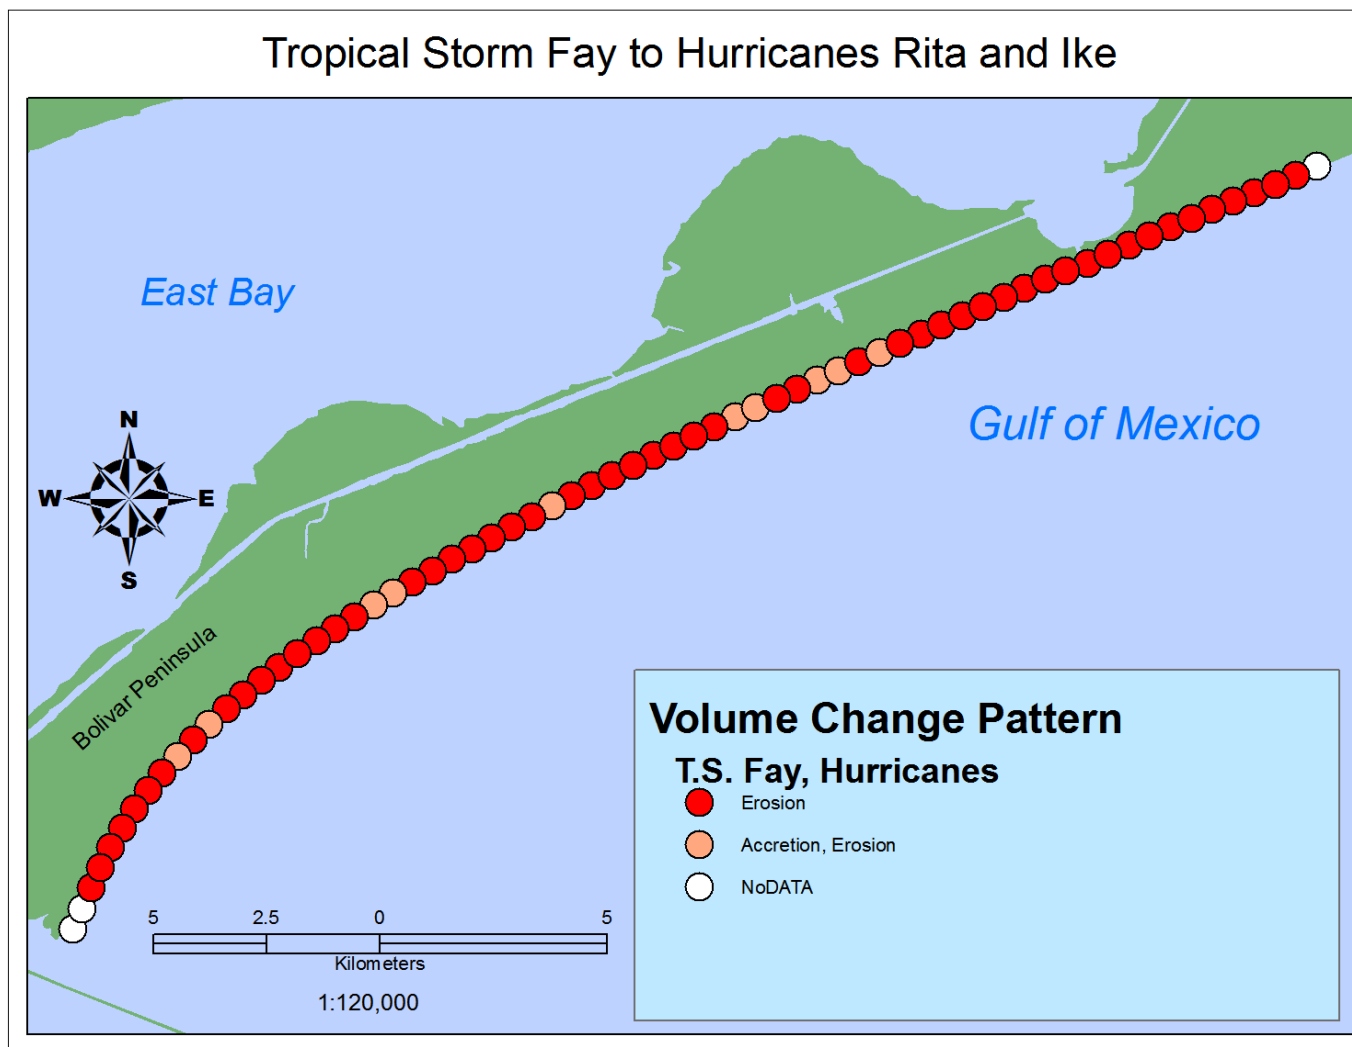 Tropical Storm Fay to Hurricanes Rita and Ike
East Bay
Gulf of Mexico
N
W
E
S
Bolivar Peninsula
Volume Change Pattern
T.S. Fay, Hurricanes
Erosion
Accretion, Erosion
NoDATA
5 2.5 0 5
Kilometers
1:120,000